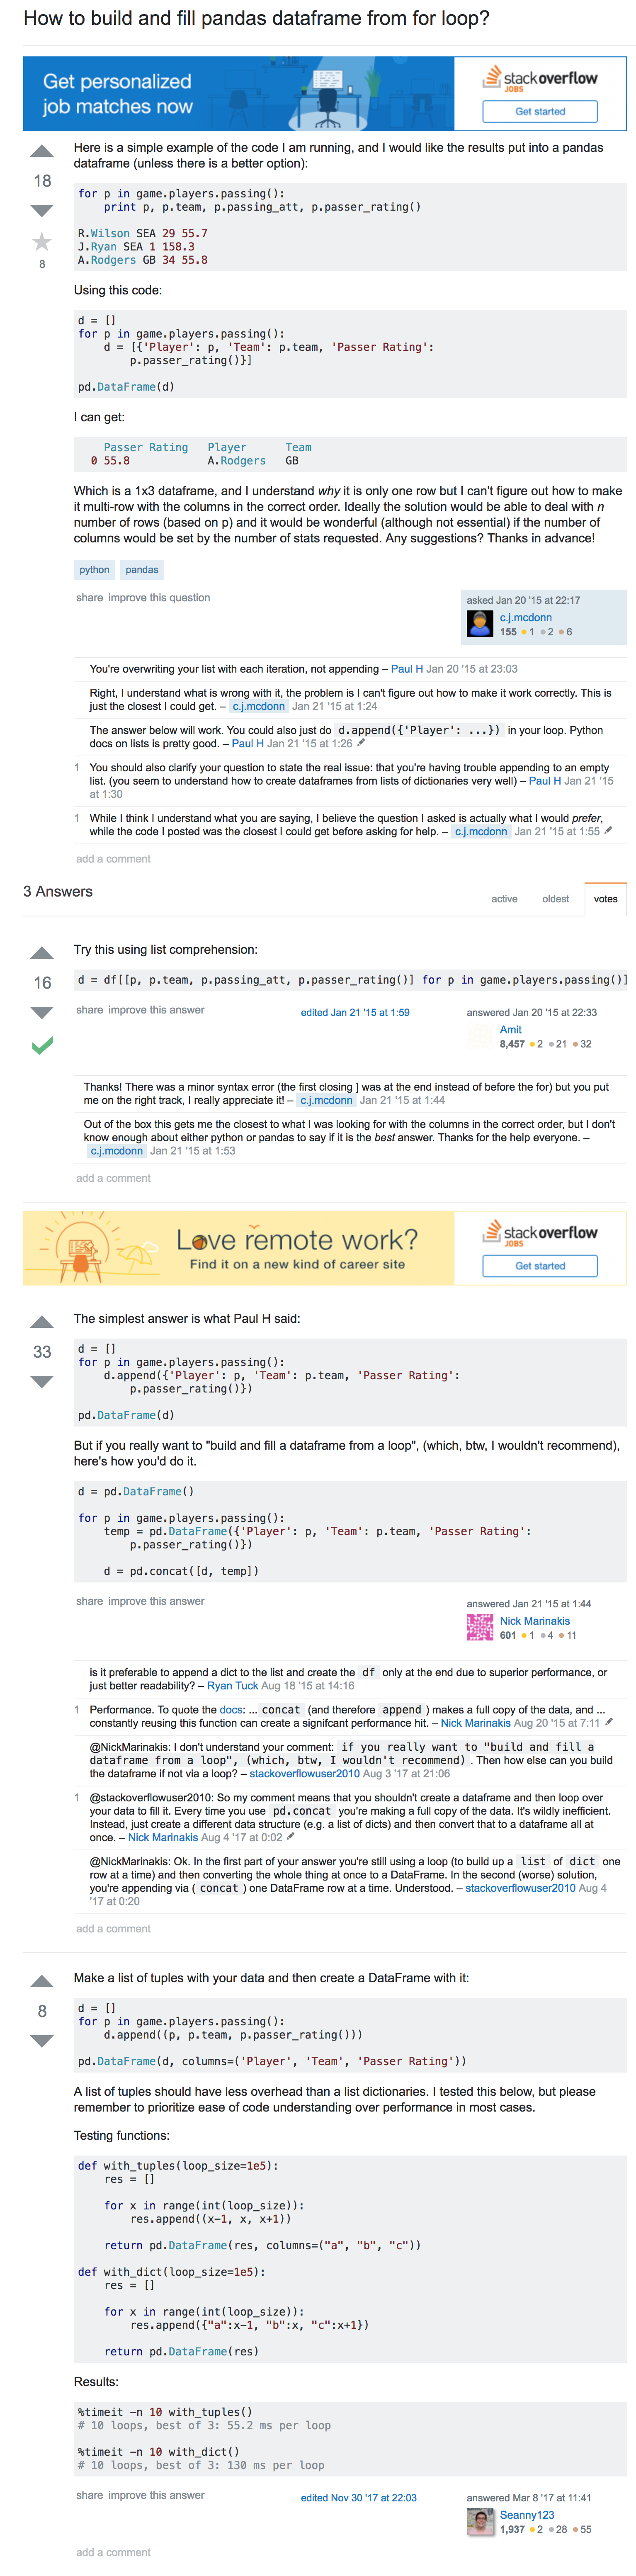 How to build and fill pandas dataframe from for loop?
Get personalized
job matches now
stackoverflow
JOBS
Get started
18
8
Here is a simple example of the code I am running, and I would like the results put into a pandas
dataframe (unless there is a better option):
for p in game.players.passing():
    print p, p.team, p.passing_att, p.passer_rating()
R.Wilson SEA 29 55.7
J.Ryan SEA 1 158.3
A.Rodgers GB 34 55.8
Using this code:
d = []
for p in game.players.passing():
    d = [{'Player': p, 'Team': p.team, 'Passer Rating':
        p.passer_rating()}]
pd.DataFrame(d)
I can get:
    Passer Rating   Player      Team
  0 55.8            A.Rodgers   GB
Which is a 1x3 dataframe, and I understand why it is only one row but I can't figure out how to make
it multi-row with the columns in the correct order. Ideally the solution would be able to deal with n
number of rows (based on p) and it would be wonderful (although not essential) if the number of
columns would be set by the number of stats requested. Any suggestions? Thanks in advance!
python pandas
share improve this question
asked Jan 20 '15 at 22:17
c.j.mcdonn
155 ●1 ●2 ●6
You're overwriting your list with each iteration, not appending – Paul H Jan 20 '15 at 23:03
Right, I understand what is wrong with it, the problem is I can't figure out how to make it work correctly. This is
just the closest I could get. – c.j.mcdonn Jan 21 '15 at 1:24
The answer below will work. You could also just do d.append({'Player': ...}) in your loop. Python
docs on lists is pretty good. – Paul H Jan 21 '15 at 1:26
1 You should also clarify your question to state the real issue: that you're having trouble appending to an empty
list. (you seem to understand how to create dataframes from lists of dictionaries very well) – Paul H Jan 21 '15
at 1:30
1 While I think I understand what you are saying, I believe the question I asked is actually what I would prefer,
while the code I posted was the closest I could get before asking for help. – c.j.mcdonn Jan 21 '15 at 1:55
add a comment
3 Answers
active oldest votes
16
Try this using list comprehension:
d = df[[p, p.team, p.passing_att, p.passer_rating()] for p in game.players.passing()]
share improve this answer
edited Jan 21 '15 at 1:59
answered Jan 20 '15 at 22:33
Amit
8,457 ●2 ●21 ●32
Thanks! There was a minor syntax error (the first closing ] was at the end instead of before the for) but you put
me on the right track, I really appreciate it! – c.j.mcdonn Jan 21 '15 at 1:44
Out of the box this gets me the closest to what I was looking for with the columns in the correct order, but I don't
know enough about either python or pandas to say if it is the best answer. Thanks for the help everyone. –
c.j.mcdonn Jan 21 '15 at 1:53
add a comment
Love remote work?
Find it on a new kind of career site
stackoverflow
JOBS
Get started
33
The simplest answer is what Paul H said:
d = []
for p in game.players.passing():
    d.append({'Player': p, 'Team': p.team, 'Passer Rating':
        p.passer_rating()})
pd.DataFrame(d)
But if you really want to "build and fill a dataframe from a loop", (which, btw, I wouldn't recommend),
here's how you'd do it.
d = pd.DataFrame()
for p in game.players.passing():
    temp = pd.DataFrame({'Player': p, 'Team': p.team, 'Passer Rating':
        p.passer_rating()})
    d = pd.concat([d, temp])
share improve this answer
answered Jan 21 '15 at 1:44
Nick Marinakis
601 ●1 ●4 ●11
is it preferable to append a dict to the list and create the df only at the end due to superior performance, or
just better readability? – Ryan Tuck Aug 18 '15 at 14:16
1 Performance. To quote the docs: ... concat (and therefore append ) makes a full copy of the data, and ...
constantly reusing this function can create a signifcant performance hit. – Nick Marinakis Aug 20 '15 at 7:11
@NickMarinakis: I don't understand your comment: if you really want to "build and fill a
dataframe from a loop", (which, btw, I wouldn't recommend) . Then how else can you build
the dataframe if not via a loop? – stackoverflowuser2010 Aug 3 '17 at 21:06
1 @stackoverflowuser2010: So my comment means that you shouldn't create a dataframe and then loop over
your data to fill it. Every time you use pd.concat you're making a full copy of the data. It's wildly inefficient.
Instead, just create a different data structure (e.g. a list of dicts) and then convert that to a dataframe all at
once. – Nick Marinakis Aug 4 '17 at 0:02
@NickMarinakis: Ok. In the first part of your answer you're still using a loop (to build up a list of dict one
row at a time) and then converting the whole thing at once to a DataFrame. In the second (worse) solution,
you're appending via ( concat ) one DataFrame row at a time. Understood. – stackoverflowuser2010 Aug 4
'17 at 0:20
add a comment
8
Make a list of tuples with your data and then create a DataFrame with it:
d = []
for p in game.players.passing():
    d.append((p, p.team, p.passer_rating()))
pd.DataFrame(d, columns=('Player', 'Team', 'Passer Rating'))
A list of tuples should have less overhead than a list dictionaries. I tested this below, but please
remember to prioritize ease of code understanding over performance in most cases.
Testing functions:
def with_tuples(loop_size=1e5):
    res = []
    for x in range(int(loop_size)):
        res.append((x-1, x, x+1))
    return pd.DataFrame(res, columns=("a", "b", "c"))
def with_dict(loop_size=1e5):
    res = []
    for x in range(int(loop_size)):
        res.append({"a":x-1, "b":x, "c":x+1})
    return pd.DataFrame(res)
Results:
%timeit -n 10 with_tuples()
# 10 loops, best of 3: 55.2 ms per loop
%timeit -n 10 with_dict()
# 10 loops, best of 3: 130 ms per loop
share improve this answer
edited Nov 30 '17 at 22:03
answered Mar 8 '17 at 11:41
Seanny123
1,937 ●2 ●28 ●55
add a comment